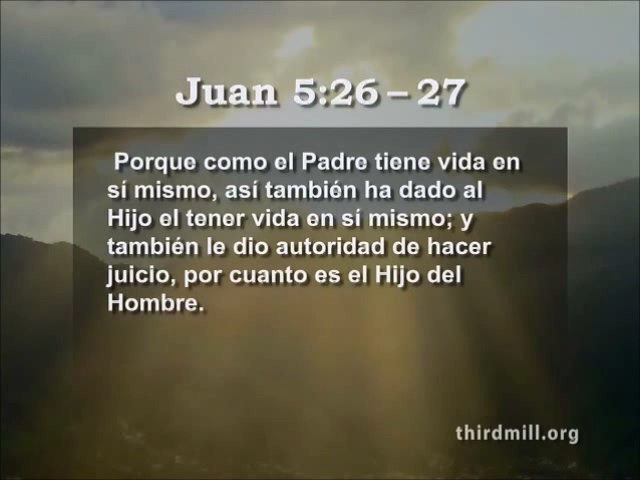 Juan 5:26 – 27
Porque como el Padre tiene vida en
sí mismo, así también ha dado al
Hijo el tener vida en sí mismo; y
también le dio autoridad de hacer
juicio, por cuanto es el Hijo del
Hombre.
thirdmill.org